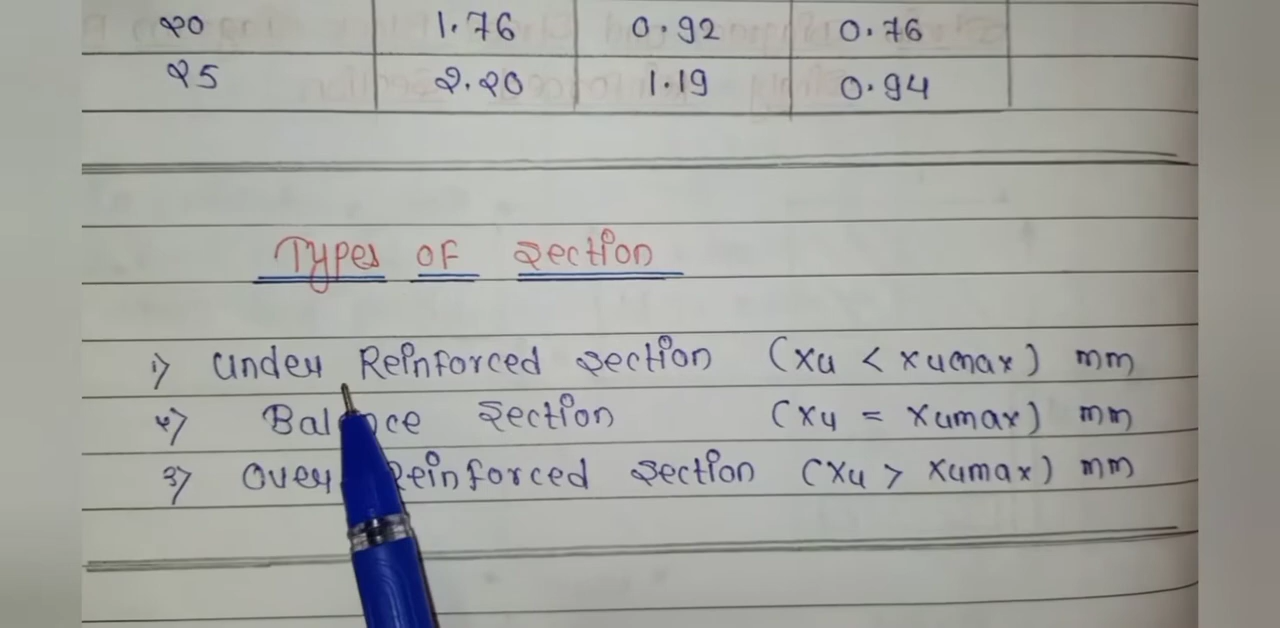 20 1.76 0.92 0.76
25 2.20 1.19 0.94
Types OF Section
1) Under Reinforced Section (xu < xumax) mm
2) Balance Section (xu = xumax) mm
3) Over Reinforced Section (xu > xumax) mm